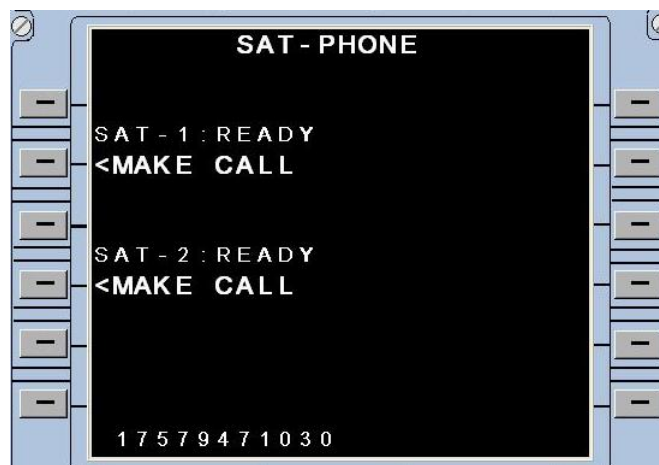 SAT-PHONE
SAT-1:READY
<MAKE CALL
SAT-2:READY
<MAKE CALL
17579471030